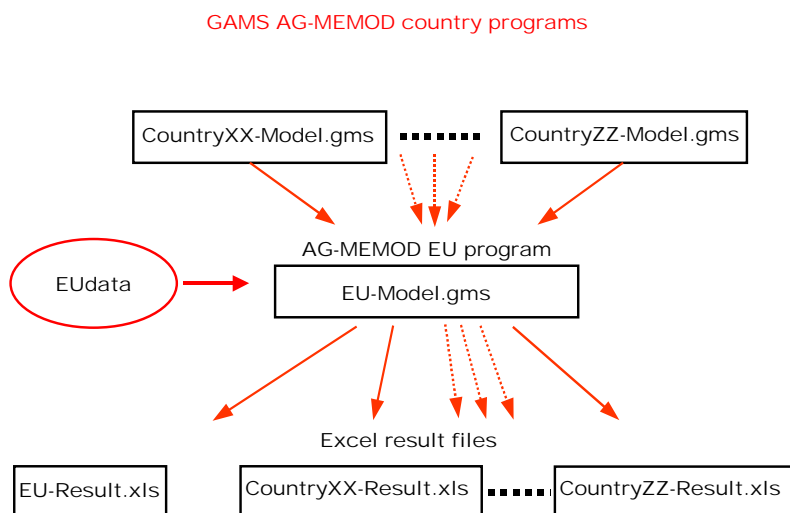 GAMS AG-MEMOD country programs
CountryXX-Model.gms
CountryZZ-Model.gms
AG-MEMOD EU program
EUdata
EU-Model.gms
Excel result files
EU-Result.xls
CountryXX-Result.xls
CountryZZ-Result.xls